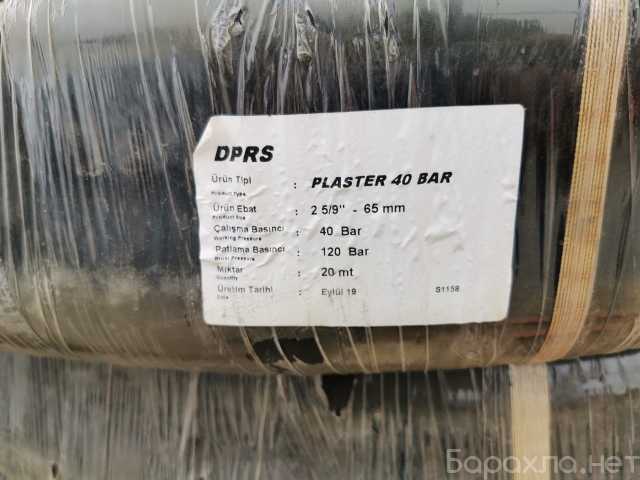 DPRS
Ürün Tipi : PLASTER 40 BAR
Product Type
Ürün Ebat : 2 5/9" - 65 mm
Product Size
Çalışma Basıncı : 40 Bar
Working Pressure
Patlama Basıncı : 120 Bar
Burst Pressure
Miktar : 20 mt
Quantity
Üretim Tarihi : Eylül 19 S1158
Date
Барахла.нет